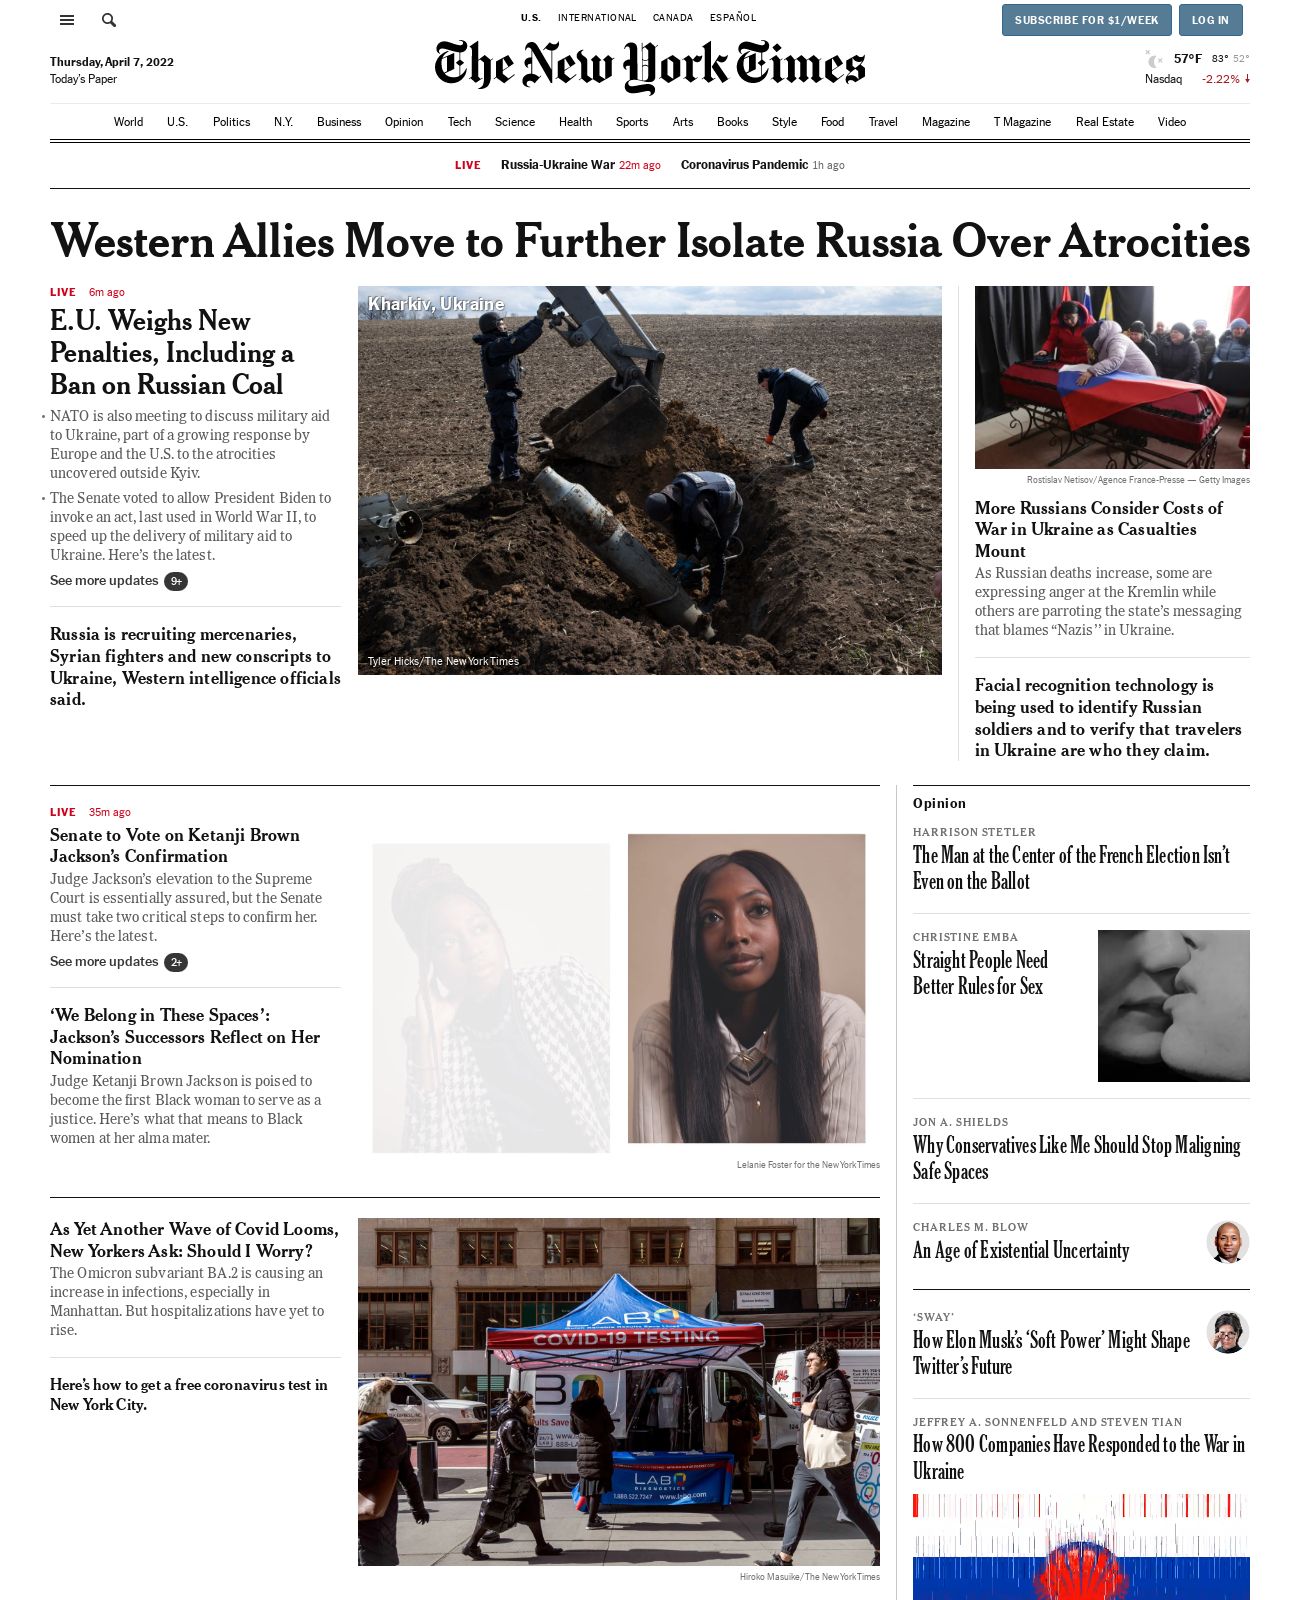 U.S. INTERNATIONAL CANADA ESPAÑOL
SUBSCRIBE FOR $1/WEEK
LOG IN
Thursday, April 7, 2022
Today's Paper
The New York Times
57°F 83° 52°
Nasdaq -2.22%
World U.S. Politics N.Y. Business Opinion Tech Science Health Sports Arts Books Style Food Travel Magazine T Magazine Real Estate Video
LIVE Russia-Ukraine War 22m ago Coronavirus Pandemic 1h ago
Western Allies Move to Further Isolate Russia Over Atrocities
LIVE 6m ago
E.U. Weighs New
Penalties, Including a
Ban on Russian Coal
• NATO is also meeting to discuss military aid
to Ukraine, part of a growing response by
Europe and the U.S. to the atrocities
uncovered outside Kyiv.
• The Senate voted to allow President Biden to
invoke an act, last used in World War II, to
speed up the delivery of military aid to
Ukraine. Here's the latest.
See more updates 9+
Russia is recruiting mercenaries,
Syrian fighters and new conscripts to
Ukraine, Western intelligence officials
said.
Kharkiv, Ukraine
Tyler Hicks/The New York Times
Rostislav Netisov/Agence France-Presse — Getty Images
More Russians Consider Costs of
War in Ukraine as Casualties
Mount
As Russian deaths increase, some are
expressing anger at the Kremlin while
others are parroting the state's messaging
that blames “Nazis’’ in Ukraine.
Facial recognition technology is
being used to identify Russian
soldiers and to verify that travelers
in Ukraine are who they claim.
LIVE 35m ago
Senate to Vote on Ketanji Brown
Jackson's Confirmation
Judge Jackson's elevation to the Supreme
Court is essentially assured, but the Senate
must take two critical steps to confirm her.
Here's the latest.
See more updates 2+
‘We Belong in These Spaces’:
Jackson's Successors Reflect on Her
Nomination
Judge Ketanji Brown Jackson is poised to
become the first Black woman to serve as a
justice. Here's what that means to Black
women at her alma mater.
Lelanie Foster for the New York Times
As Yet Another Wave of Covid Looms,
New Yorkers Ask: Should I Worry?
The Omicron subvariant BA.2 is causing an
increase in infections, especially in
Manhattan. But hospitalizations have yet to
rise.
Here's how to get a free coronavirus test in
New York City.
LABQ
COVID-19 TESTING
LABQ
DIAGNOSTICS
1.888.522.7247 www.labq.com
Hiroko Masuike/The New York Times
Opinion
HARRISON STETLER
The Man at the Center of the French Election Isn't
Even on the Ballot
CHRISTINE EMBA
Straight People Need
Better Rules for Sex
JON A. SHIELDS
Why Conservatives Like Me Should Stop Maligning
Safe Spaces
CHARLES M. BLOW
An Age of Existential Uncertainty
‘SWAY’
How Elon Musk's ‘Soft Power’ Might Shape
Twitter's Future
JEFFREY A. SONNENFELD AND STEVEN TIAN
How 800 Companies Have Responded to the War in
Ukraine